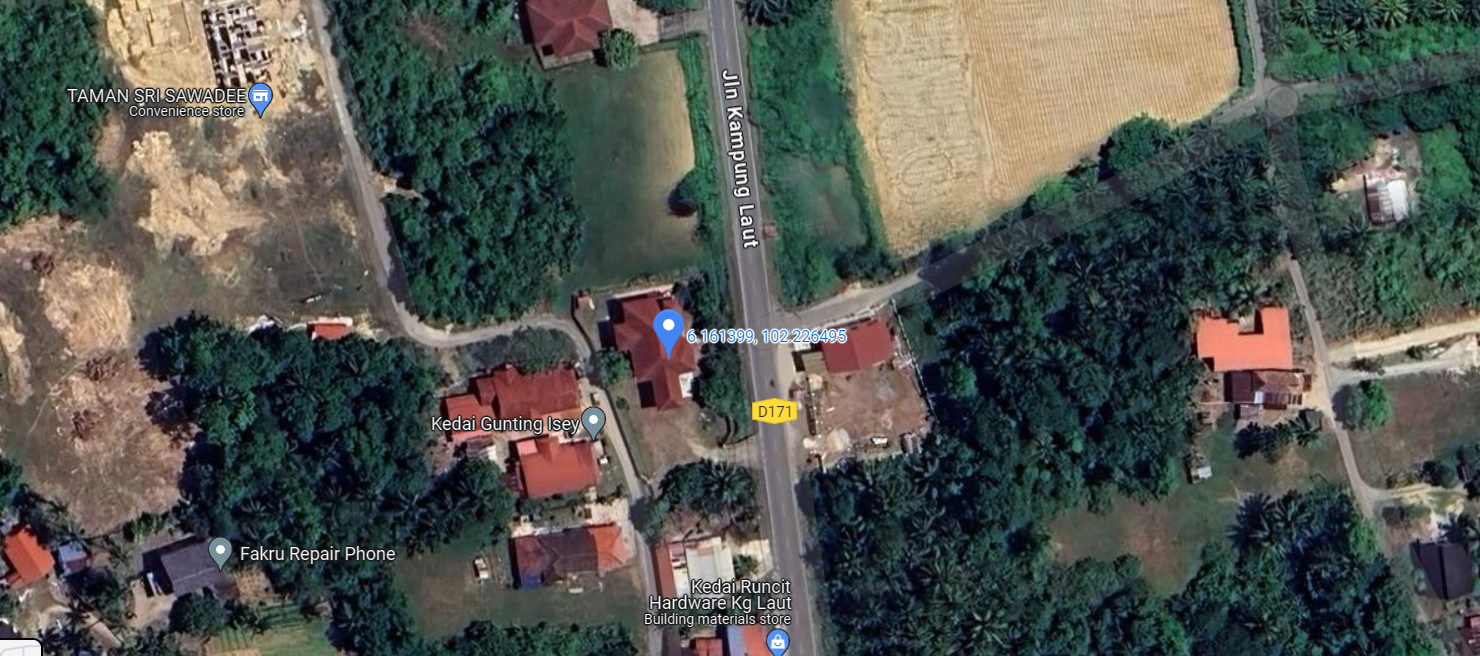 TAMAN SRI SAWADEE
Convenience store
Jln Kampung Laut
6.161399, 102.226495
D171
Kedai Gunting Isey
Fakru Repair Phone
Kedai Runcit
Hardware Kg Laut
Building materials store